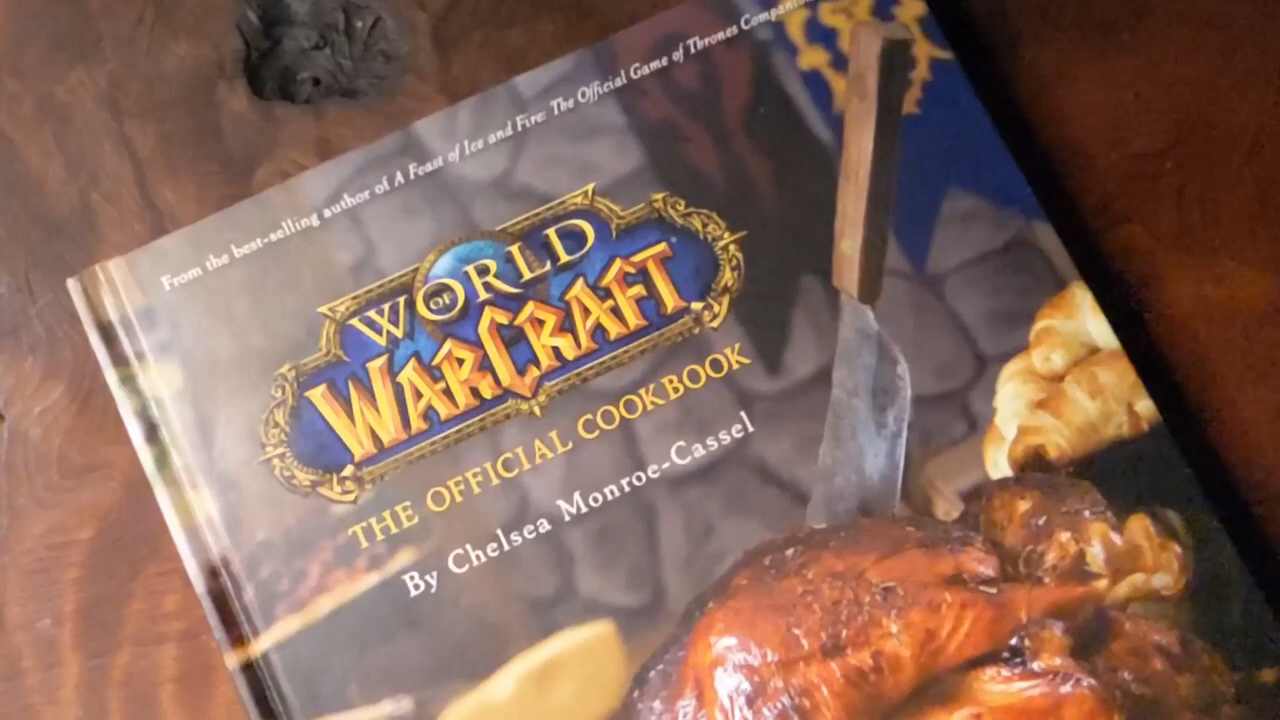 From the best-selling author of A Feast of Ice and Fire: The Official Game of Thrones Companion
WORLD
OF
WARCRAFT
THE OFFICIAL COOKBOOK
By Chelsea Monroe-Cassel